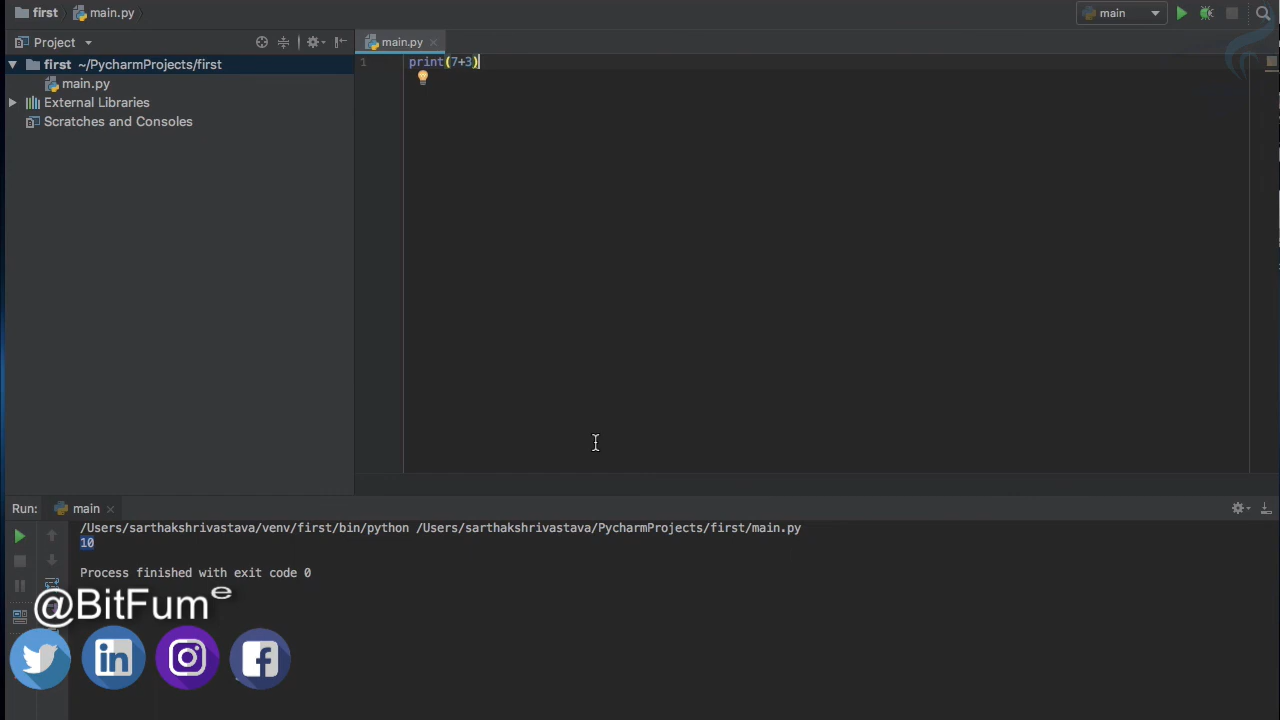 first main.py
main
Project
main.py
first ~/PycharmProjects/first
1 print(7+3)
main.py
External Libraries
Scratches and Consoles
Run: main
/Users/sarthakshrivastava/venv/first/bin/python /Users/sarthakshrivastava/PycharmProjects/first/main.py
10
Process finished with exit code 0
@BitFume